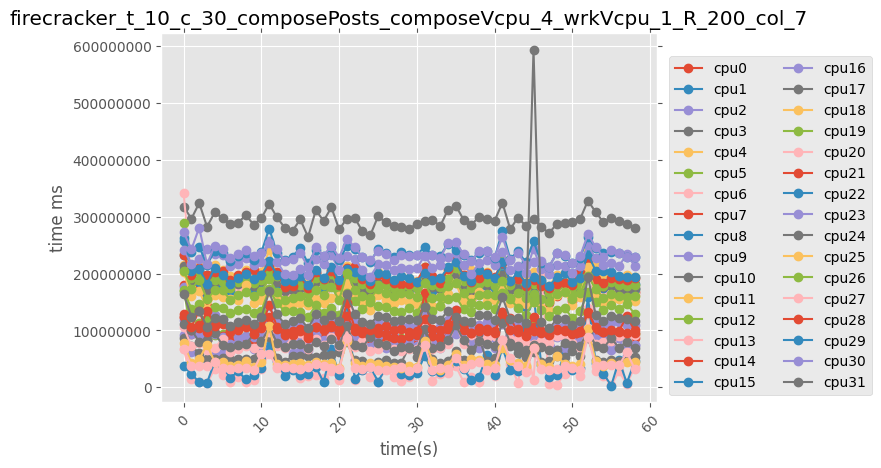 firecracker_t_10_c_30_composePosts_composeVcpu_4_wrkVcpu_1_R_200_col_7
600000000
500000000
400000000
300000000
200000000
100000000
0
time ms
0 10 20 30 40 50 60
time(s)
cpu0 cpu16
cpu1 cpu17
cpu2 cpu18
cpu3 cpu19
cpu4 cpu20
cpu5 cpu21
cpu6 cpu22
cpu7 cpu23
cpu8 cpu24
cpu9 cpu25
cpu10 cpu26
cpu11 cpu27
cpu12 cpu28
cpu13 cpu29
cpu14 cpu30
cpu15 cpu31